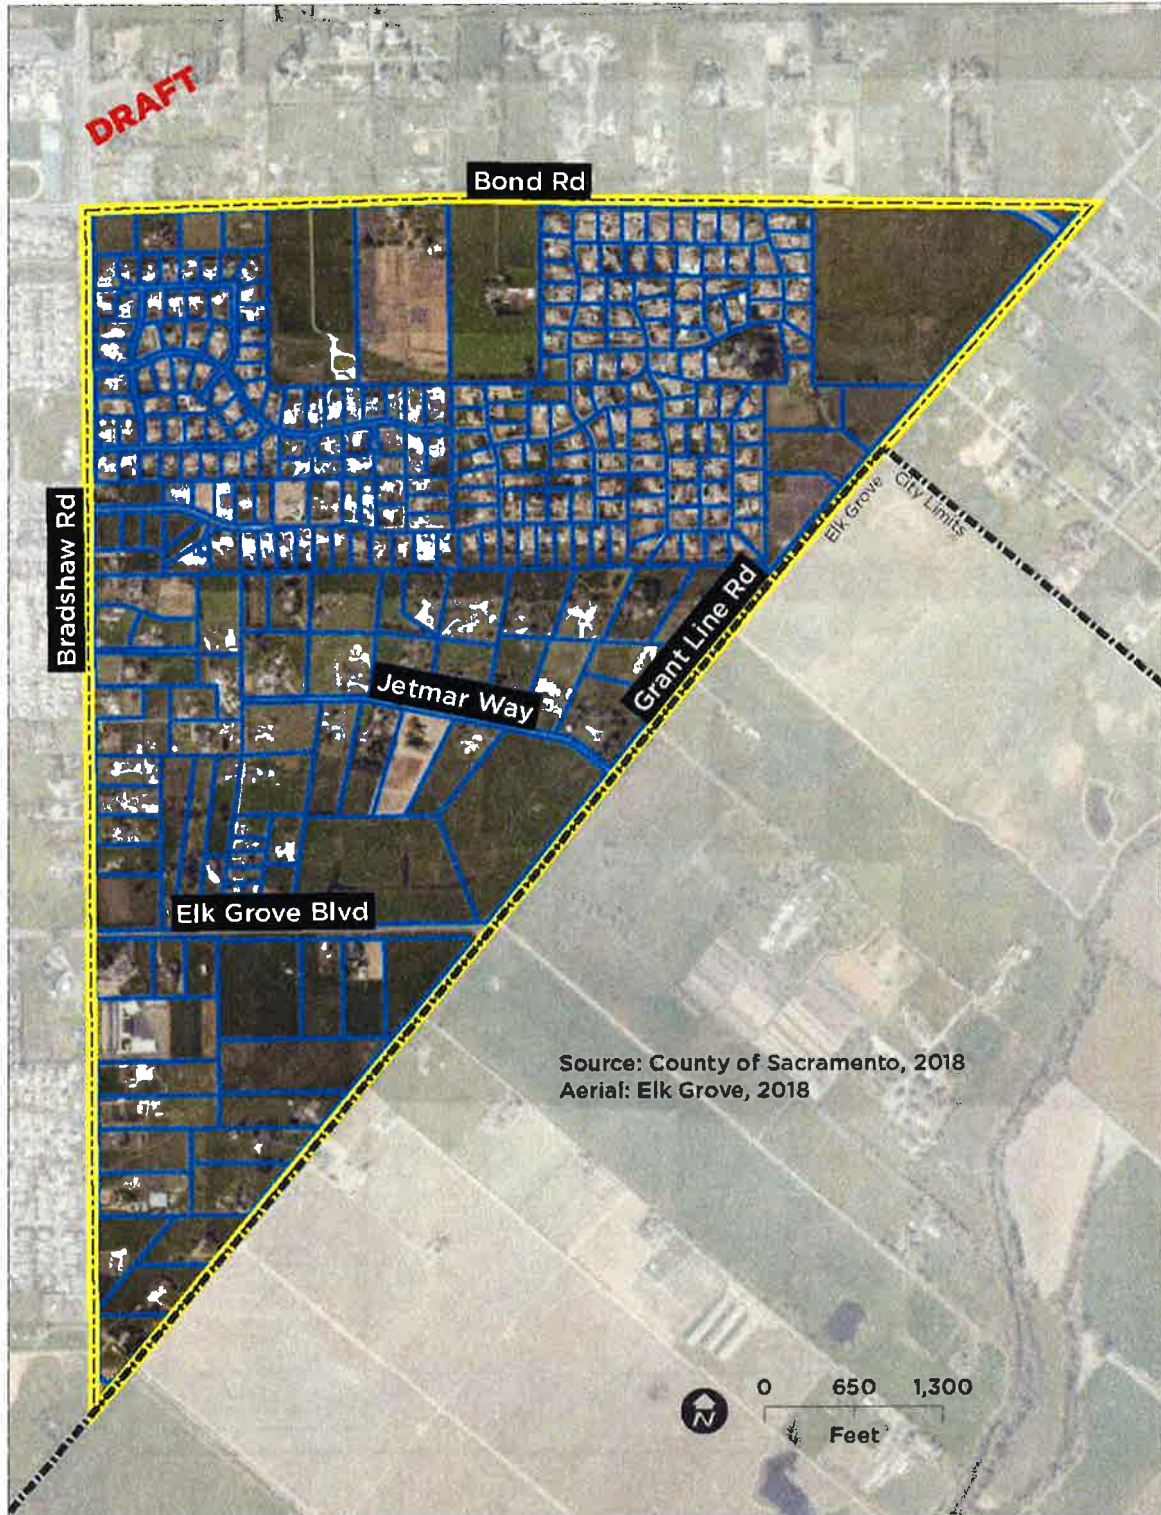 DRAFT
Bond Rd
Bradshaw Rd
Elk Grove
City Limits
Grant Line Rd
Jetmar Way
Elk Grove Blvd
Source: County of Sacramento, 2018
Aerial: Elk Grove, 2018
N
0 650 1,300
Feet